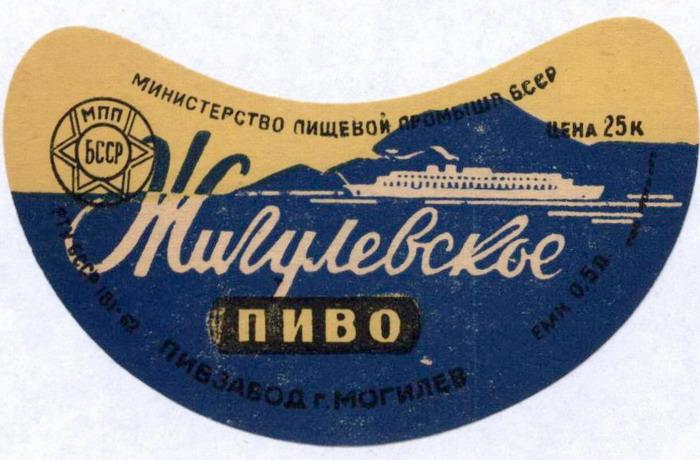 МИНИСТЕРСТВО ПИЩЕВОЙ ПРОМЫШЛ БССР
МПП
БССР
ЦЕНА 25 К
Жигулевское
ПИВО
РТУ БССР 181-62
ЕМК 0.5 Л
ПИВЗАВОД г. МОГИЛЕВ